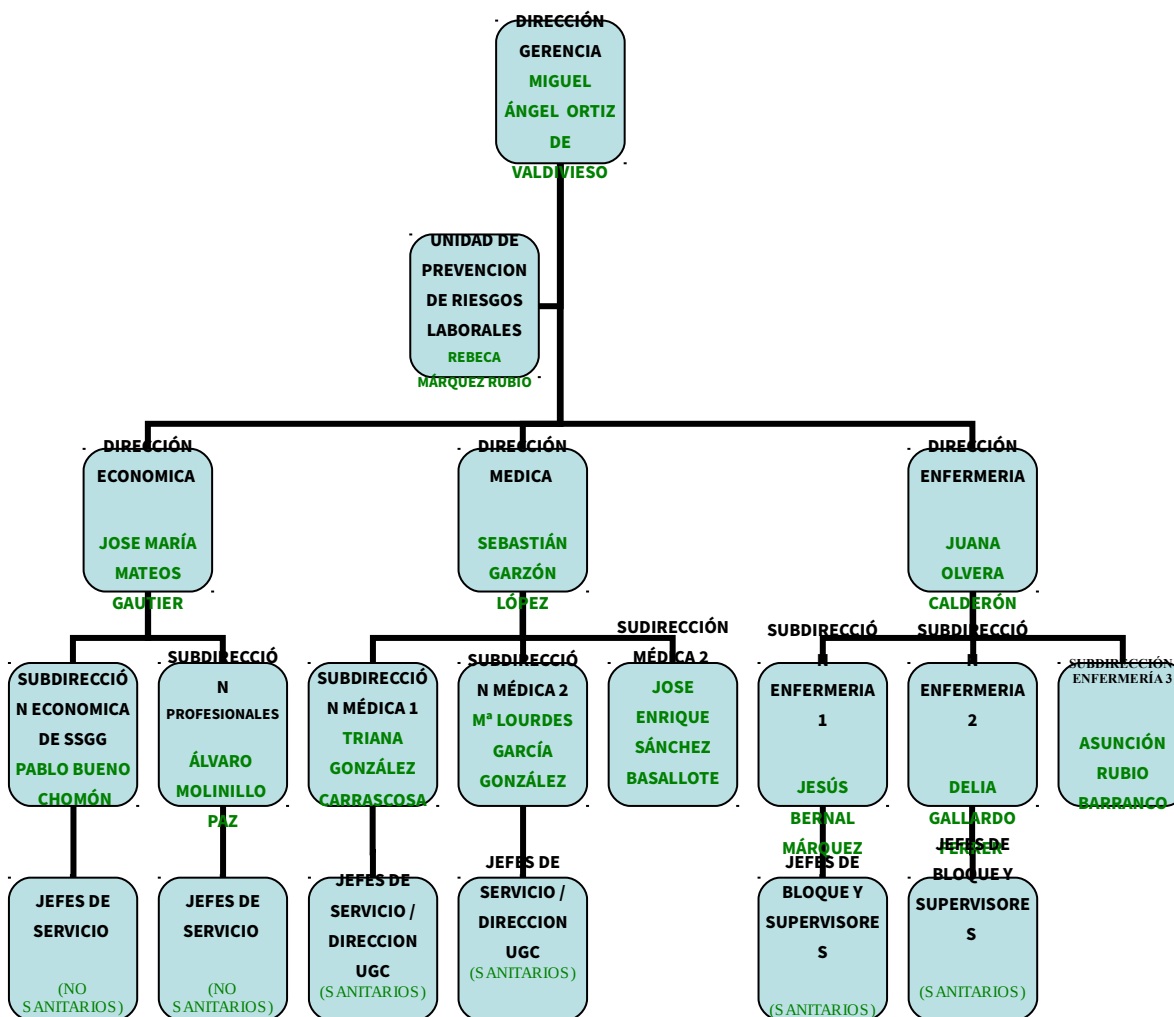 DIRECCIÓN
GERENCIA
MIGUEL
ÁNGEL ORTIZ
DE
VALDIVIESO
UNIDAD DE
PREVENCION
DE RIESGOS
LABORALES
REBECA
MÁRQUEZ RUBIO
DIRECCIÓN
ECONOMICA
JOSE MARÍA
MATEOS
GAUTIER
DIRECCIÓN
MEDICA
SEBASTIÁN
GARZÓN
LÓPEZ
DIRECCIÓN
ENFERMERIA
JUANA
OLVERA
CALDERÓN
SUBDIRECCIÓ
N ECONOMICA
DE SSGG
PABLO BUENO
CHOMÓN
SUBDIRECCIÓ
N
PROFESIONALES
ÁLVARO
MOLINILLO
PAZ
SUBDIRECCIÓ
N MÉDICA 1
TRIANA
GONZÁLEZ
CARRASCOSA
SUBDIRECCIÓ
N MÉDICA 2
Mª LOURDES
GARCÍA
GONZÁLEZ
SUDIRECCIÓN
MÉDICA 2
JOSE
ENRIQUE
SÁNCHEZ
BASALLOTE
SUBDIRECCIÓ
N
ENFERMERIA
1
JESÚS
BERNAL
MÁRQUEZ
SUBDIRECCIÓ
N
ENFERMERIA
2
DELIA
GALLARDO
FERRER
SUBDIRECCIÓN
ENFERMERÍA 3
ASUNCIÓN
RUBIO
BARRANCO
JEFES DE
SERVICIO
(NO
SANITARIOS)
JEFES DE
SERVICIO
(NO
SANITARIOS)
JEFES DE
SERVICIO /
DIRECCION
UGC
(SANITARIOS)
JEFES DE
SERVICIO /
DIRECCION
UGC
(SANITARIOS)
JEFES DE
BLOQUE Y
SUPERVISORE
S
(SANITARIOS)
JEFES DE
BLOQUE Y
SUPERVISORE
S
(SANITARIOS)